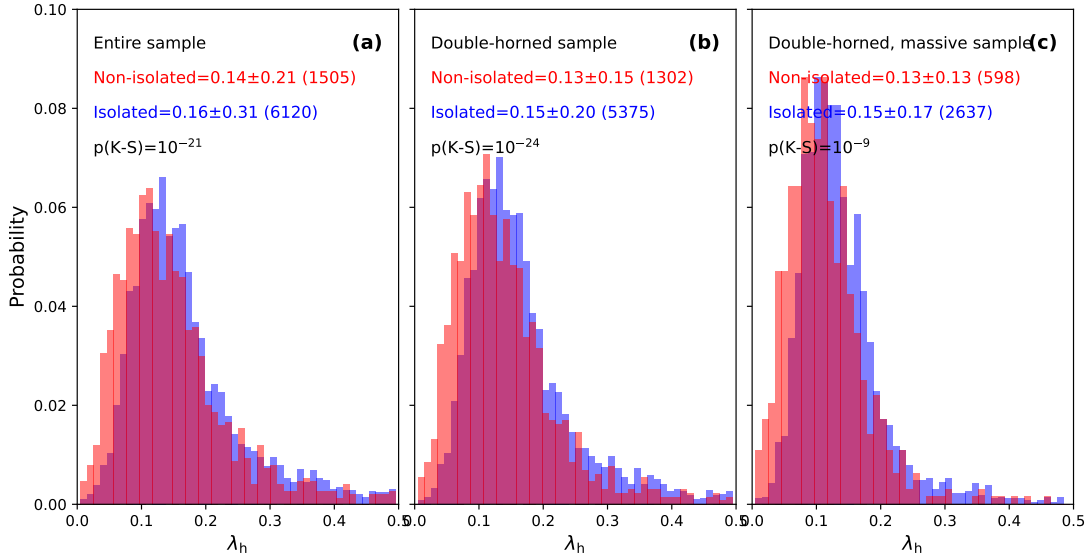 Probability
0.00
0.02
0.04
0.06
0.08
0.10
Entire sample
(a)
Non-isolated=0.14±0.21 (1505)
Isolated=0.16±0.31 (6120)
p(K-S)=10⁻²¹
0.0 0.1 0.2 0.3 0.4 0.5
λₕ
Double-horned sample
(b)
Non-isolated=0.13±0.15 (1302)
Isolated=0.15±0.20 (5375)
p(K-S)=10⁻²⁴
0.0 0.1 0.2 0.3 0.4 0.5
λₕ
Double-horned, massive sample
(c)
Non-isolated=0.13±0.13 (598)
Isolated=0.15±0.17 (2637)
p(K-S)=10⁻⁹
0.0 0.1 0.2 0.3 0.4 0.5
λₕ